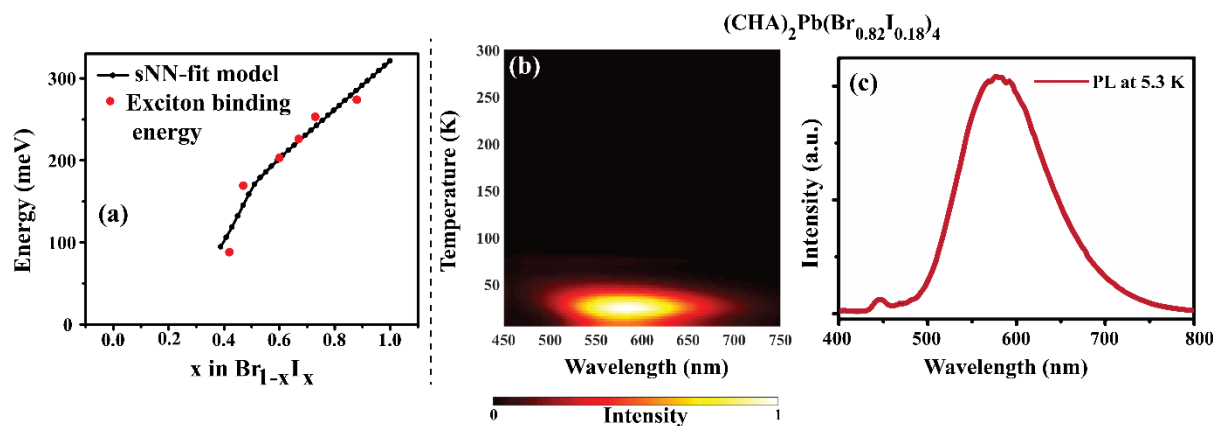 (CHA)2Pb(Br0.82I0.18)4
sNN-fit model
Exciton binding
energy
(a)
300
200
100
0
Energy (meV)
0.0 0.2 0.4 0.6 0.8 1.0
x in Br1-xIx
(b)
300
250
200
150
100
50
Temperature (K)
450 500 550 600 650 700 750
Wavelength (nm)
0 Intensity 1
(c)
PL at 5.3 K
Intensity (a.u.)
400 500 600 700 800
Wavelength (nm)